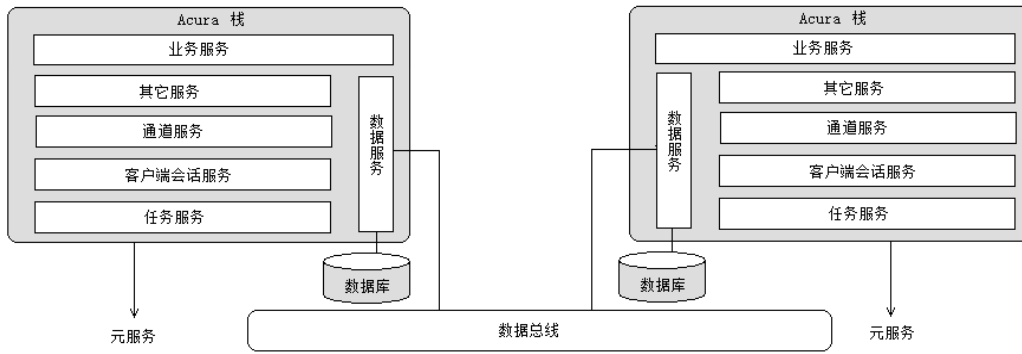 Acura 栈
业务服务
其它服务
通道服务
客户端会话服务
任务服务
数据服务
数据库
元服务
Acura 栈
业务服务
数据服务
其它服务
通道服务
客户端会话服务
任务服务
数据库
元服务
数据总线